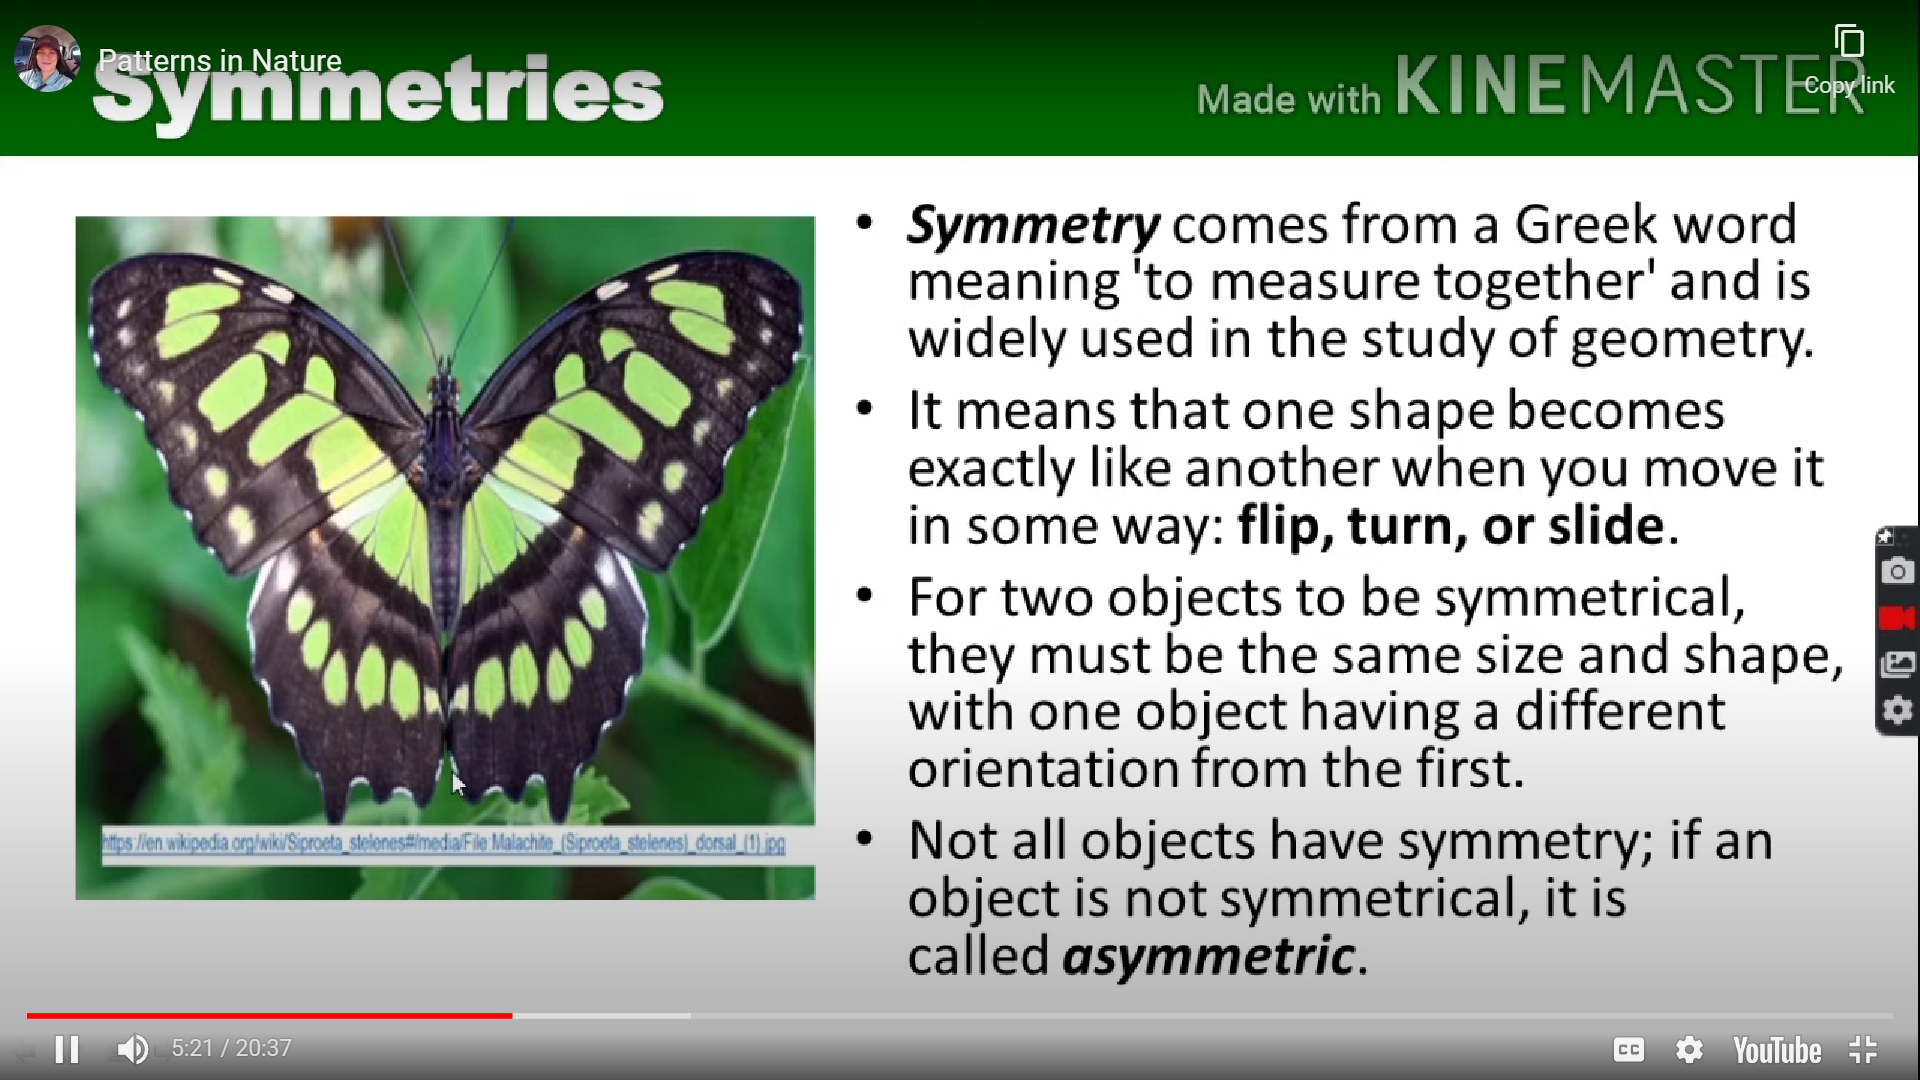 Patterns in Nature
Symmetries
Made with KINEMASTER
Copy link
• Symmetry comes from a Greek word
meaning 'to measure together' and is
widely used in the study of geometry.
• It means that one shape becomes
exactly like another when you move it
in some way: flip, turn, or slide.
• For two objects to be symmetrical,
they must be the same size and shape,
with one object having a different
orientation from the first.
• Not all objects have symmetry; if an
object is not symmetrical, it is
called asymmetric.
https://en.wikipedia.org/wiki/Siproeta_stelenes#/media/File:Malachite_(Siproeta_stelenes)_dorsal_(1).jpg
5:21 / 20:37
CC
YouTube